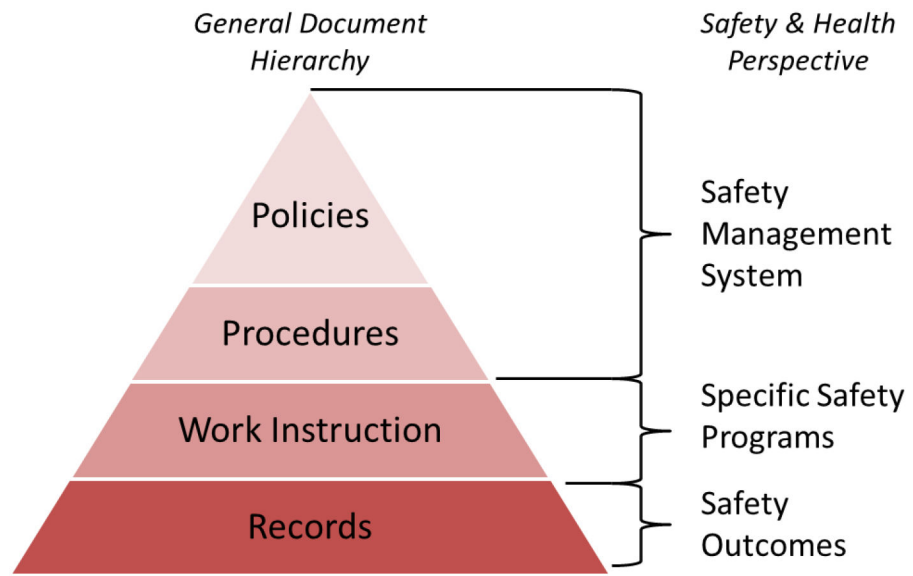 General Document
Hierarchy
Safety & Health
Perspective
Policies
Procedures
Work Instruction
Records
Safety
Management
System
Specific Safety
Programs
Safety
Outcomes